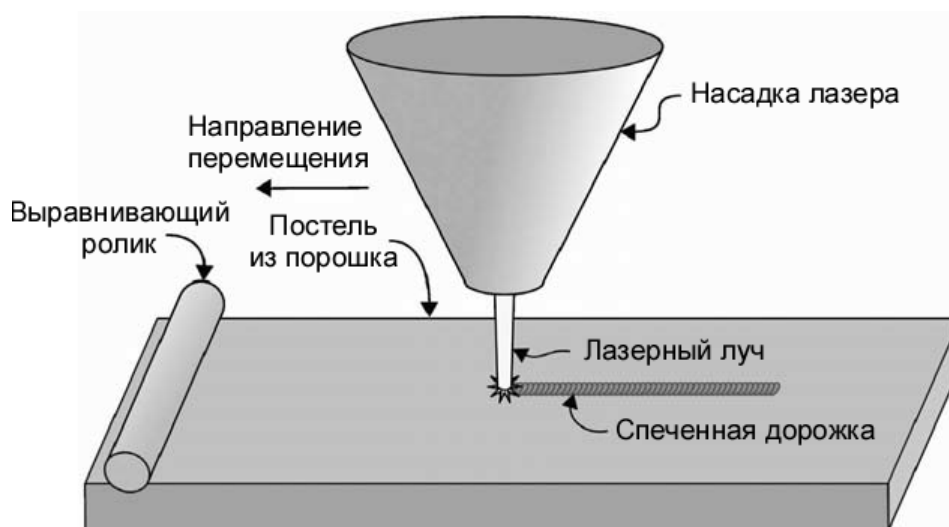 Насадка лазера
Направление
перемещения
Выравнивающий
ролик
Постель
из порошка
Лазерный луч
Спеченная дорожка